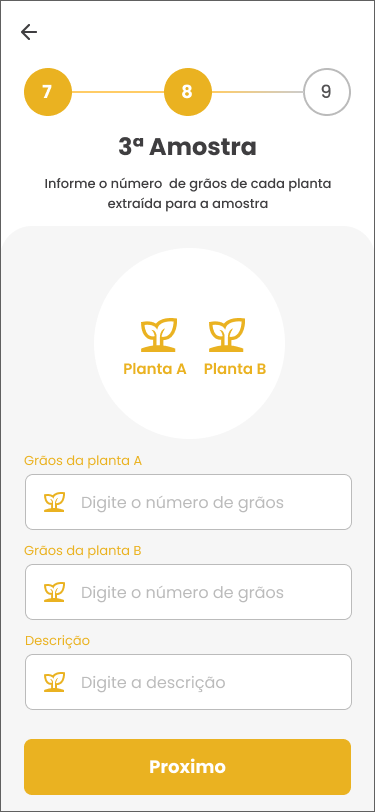 7
8
9
3ª Amostra
Informe o número de grãos de cada planta
extraída para a amostra
Planta A
Planta B
Grãos da planta A
Digite o número de grãos
Grãos da planta B
Digite o número de grãos
Descrição
Digite a descrição
Proximo